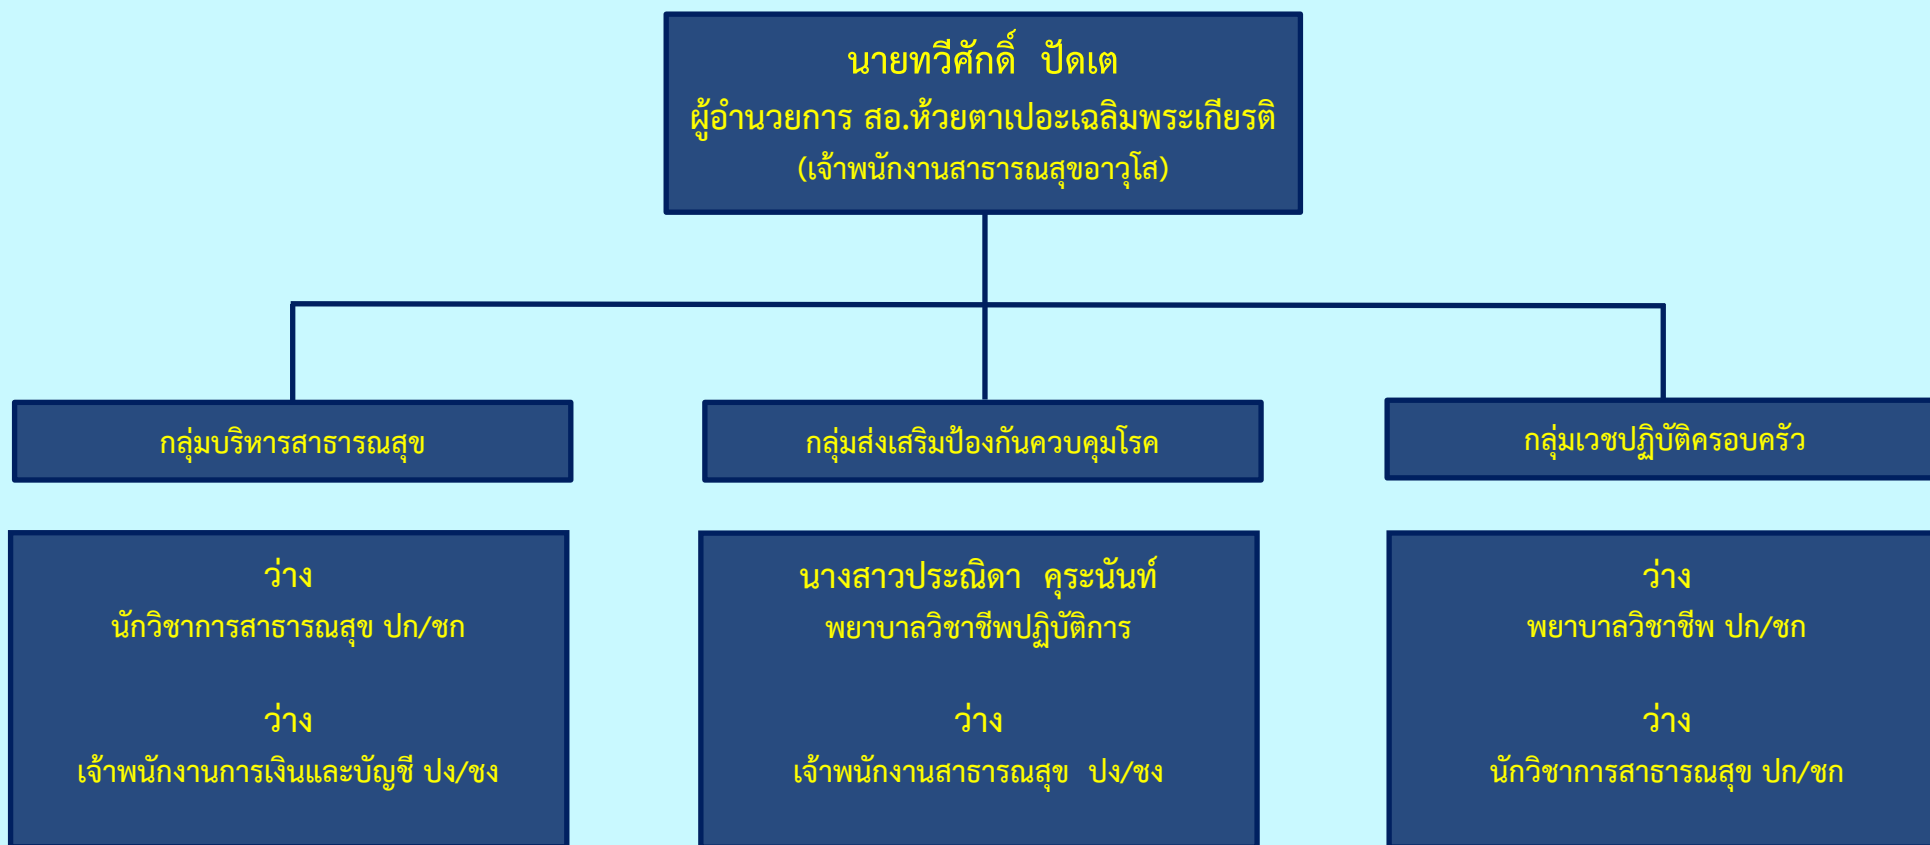 นายทวีศักดิ์  ปัดเต
ผู้อำนวยการ สอ.ห้วยตาเปอะเฉลิมพระเกียรติ
(เจ้าพนักงานสาธารณสุขอาวุโส)
กลุ่มบริหารสาธารณสุข
ว่าง
นักวิชาการสาธารณสุข ปก/ชก
ว่าง
เจ้าพนักงานการเงินและบัญชี ปง/ชง
กลุ่มส่งเสริมป้องกันควบคุมโรค
นางสาวประณิดา  คุระนันท์
พยาบาลวิชาชีพปฏิบัติการ
ว่าง
เจ้าพนักงานสาธารณสุข  ปง/ชง
กลุ่มเวชปฏิบัติครอบครัว
ว่าง
พยาบาลวิชาชีพ ปก/ชก
ว่าง
นักวิชาการสาธารณสุข ปก/ชก